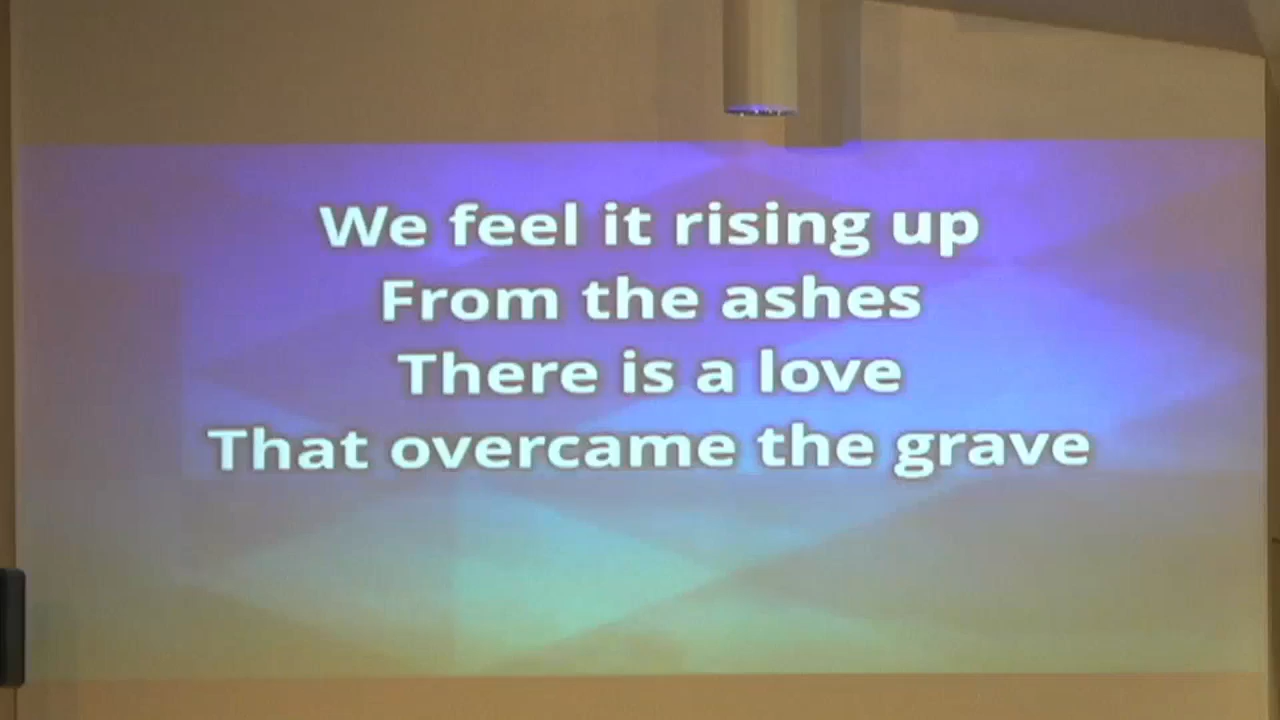 We feel it rising up
From the ashes
There is a love
That overcame the grave